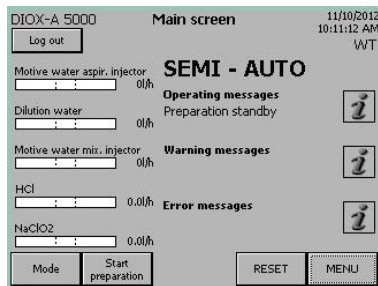 DIOX-A 5000
Main screen
11/10/2012
10:11:12 AM
Log out
WT
Motive water aspir. injector
0l/h
Dilution water
0l/h
Motive water mix. injector
0l/h
HCl
0.0l/h
NaClO2
0.0l/h
SEMI - AUTO
Operating messages
Preparation standby
i
Warning messages
i
Error messages
i
Mode
Start
preparation
RESET
MENU